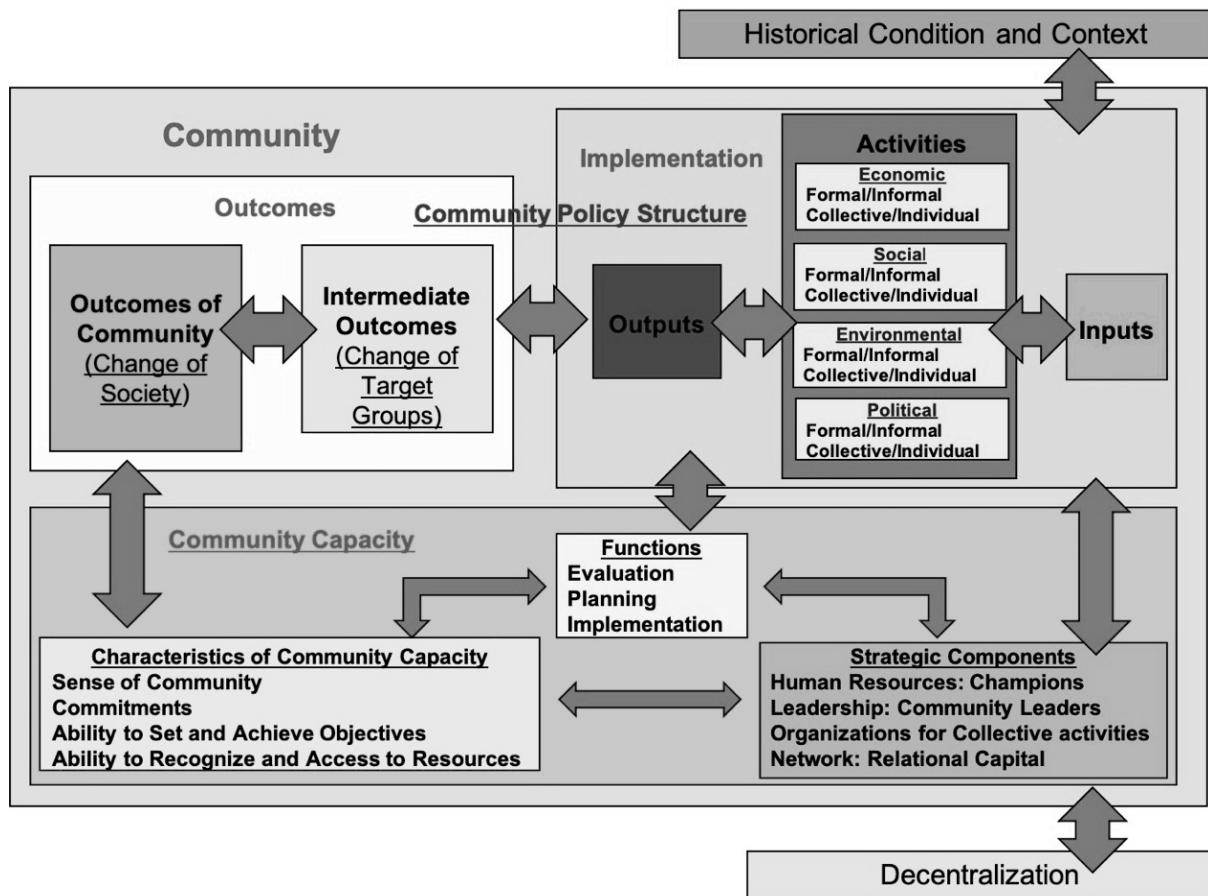 Historical Condition and Context
Community
Implementation
Outcomes
Community Policy Structure
Outcomes of
Community
(Change of
Society)
Intermediate
Outcomes
(Change of
Target
Groups)
Outputs
Activities
Economic
Formal/Informal
Collective/Individual
Social
Formal/Informal
Collective/Individual
Environmental
Formal/Informal
Collective/Individual
Political
Formal/Informal
Collective/Individual
Inputs
Community Capacity
Functions
Evaluation
Planning
Implementation
Characteristics of Community Capacity
Sense of Community
Commitments
Ability to Set and Achieve Objectives
Ability to Recognize and Access to Resources
Strategic Components
Human Resources: Champions
Leadership: Community Leaders
Organizations for Collective activities
Network: Relational Capital
Decentralization